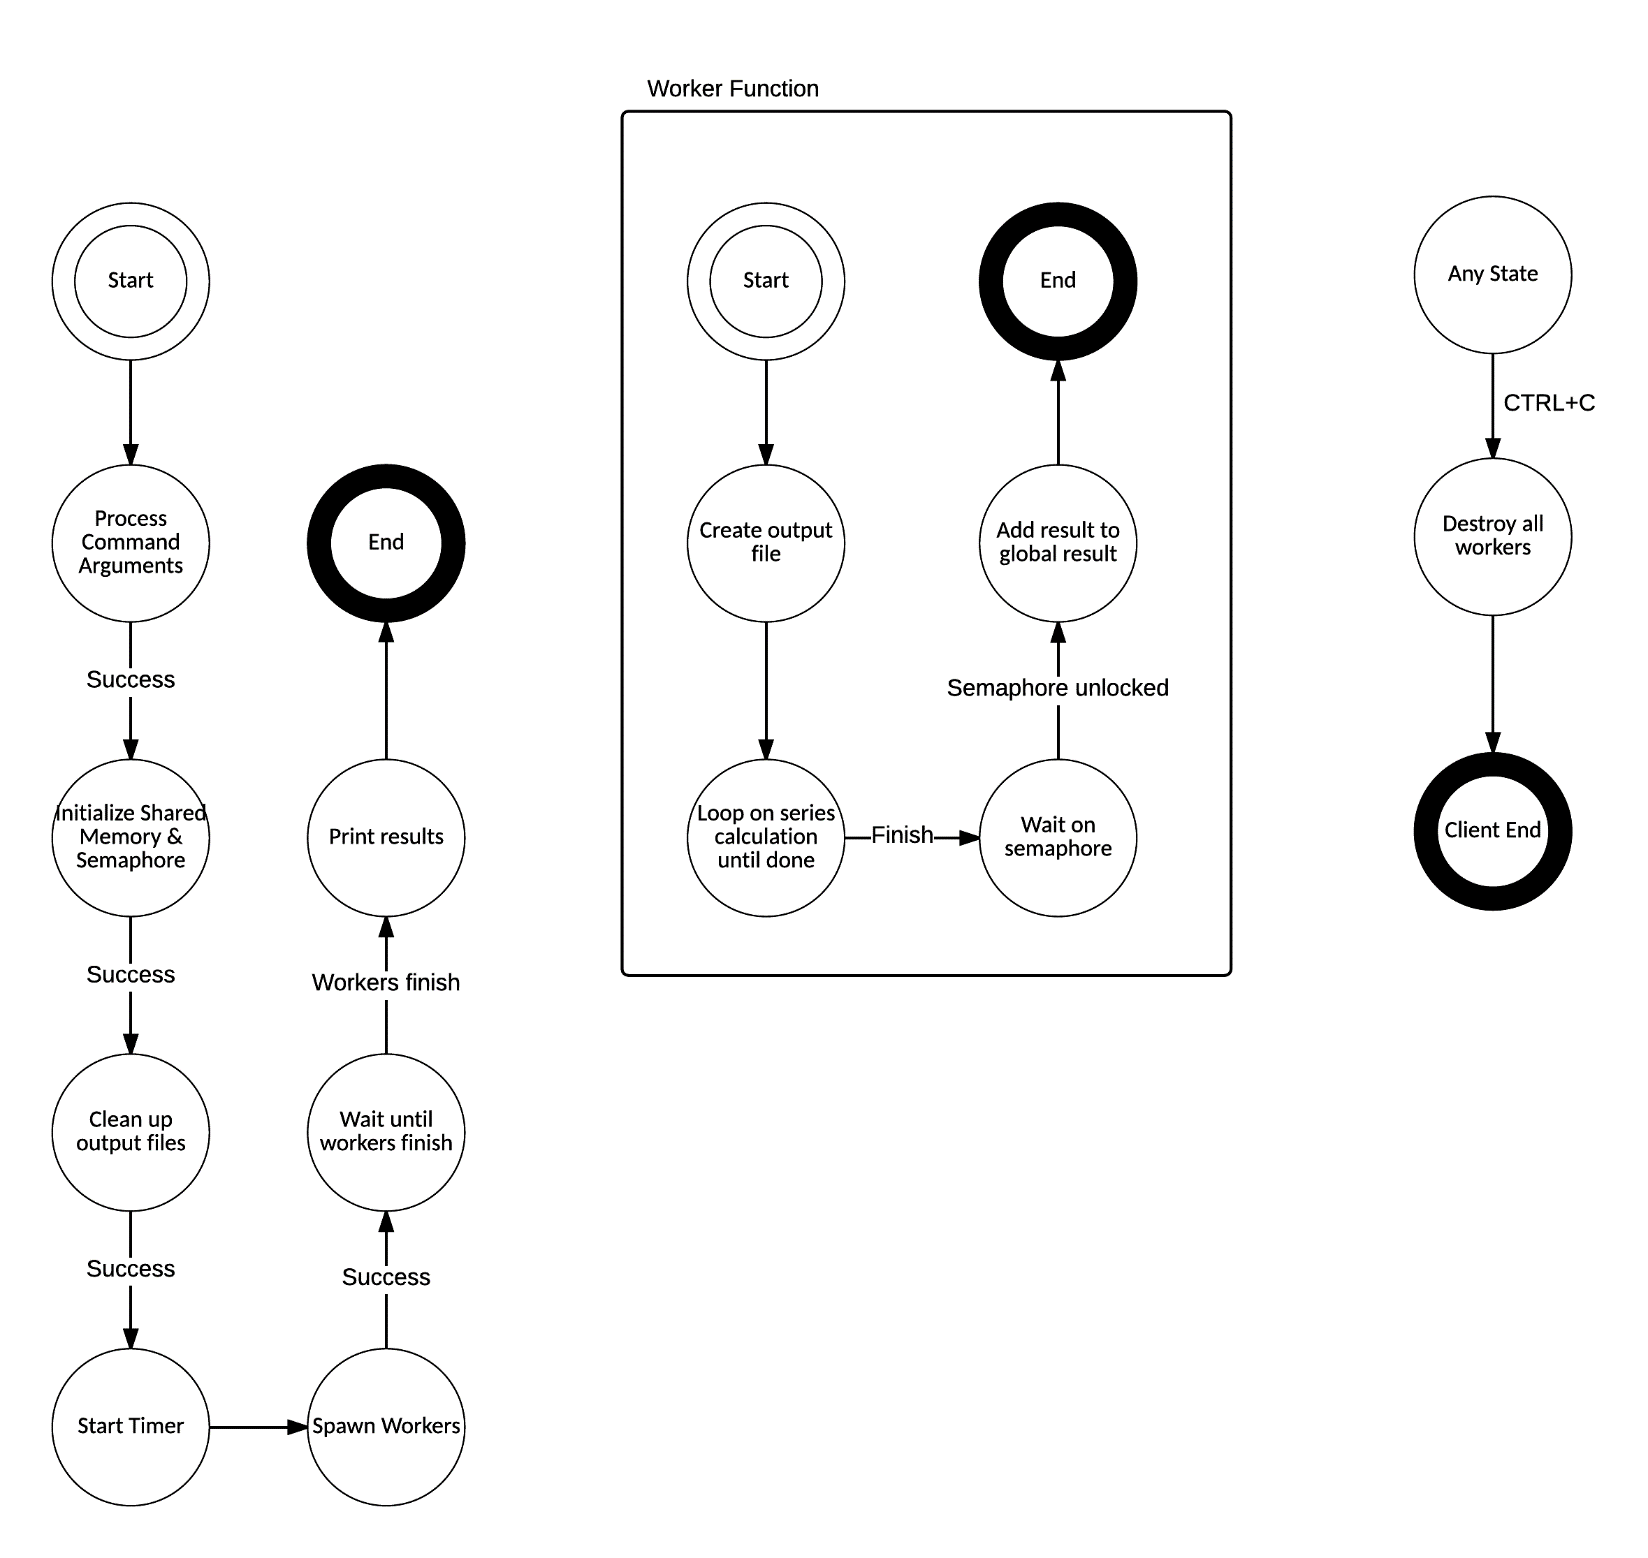 Worker Function
Start
Process
Command
Arguments
Success
Initialize Shared
Memory &
Semaphore
Success
Clean up
output files
Success
Start Timer
Spawn Workers
Success
Wait until
workers finish
Workers finish
Print results
End
Start
Create output
file
Loop on series
calculation
until done
Finish
Wait on
semaphore
Semaphore unlocked
Add result to
global result
End
Any State
CTRL+C
Destroy all
workers
Client End